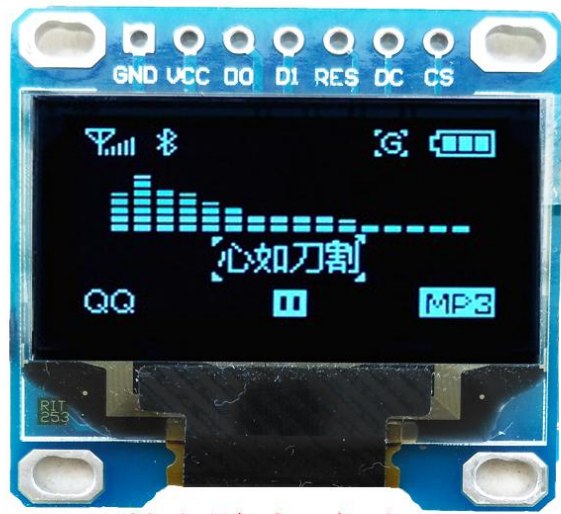 GND VCC D0 D1 RES DC CS
G
心如刀割
QQ MP3
RIT
253